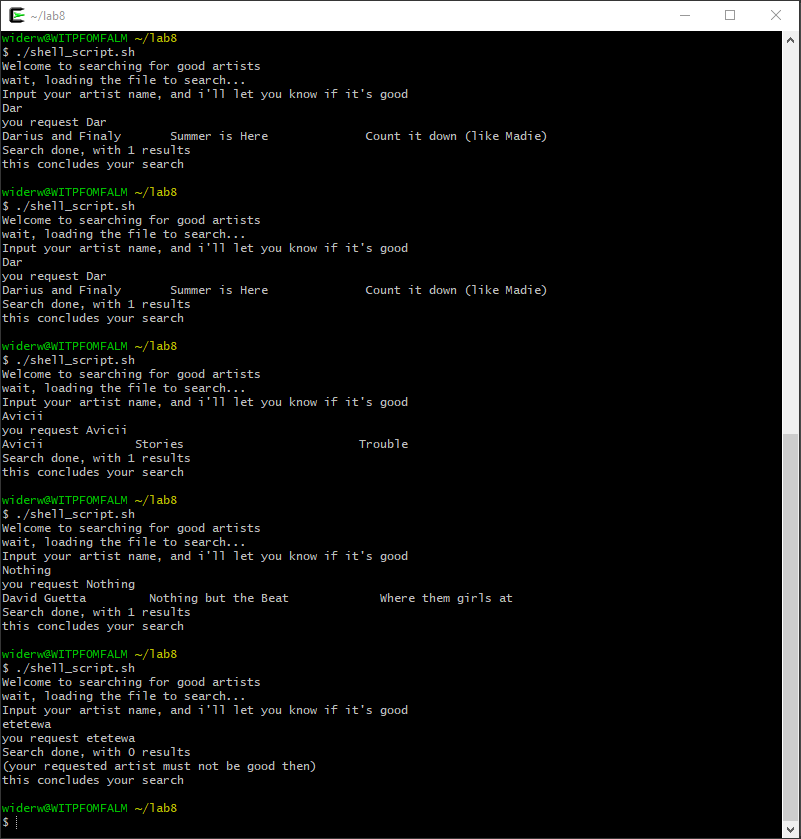 ~/lab8
widerw@WITPFOMFALM ~/lab8
$ ./shell_script.sh
Welcome to searching for good artists
wait, loading the file to search...
Input your artist name, and i'll let you know if it's good
Dar
you request Dar
Darius and Finaly       Summer is Here              Count it down (like Madie)
Search done, with 1 results
this concludes your search
widerw@WITPFOMFALM ~/lab8
$ ./shell_script.sh
Welcome to searching for good artists
wait, loading the file to search...
Input your artist name, and i'll let you know if it's good
Dar
you request Dar
Darius and Finaly       Summer is Here              Count it down (like Madie)
Search done, with 1 results
this concludes your search
widerw@WITPFOMFALM ~/lab8
$ ./shell_script.sh
Welcome to searching for good artists
wait, loading the file to search...
Input your artist name, and i'll let you know if it's good
Avicii
you request Avicii
Avicii             Stories                         Trouble
Search done, with 1 results
this concludes your search
widerw@WITPFOMFALM ~/lab8
$ ./shell_script.sh
Welcome to searching for good artists
wait, loading the file to search...
Input your artist name, and i'll let you know if it's good
Nothing
you request Nothing
David Guetta         Nothing but the Beat             Where them girls at
Search done, with 1 results
this concludes your search
widerw@WITPFOMFALM ~/lab8
$ ./shell_script.sh
Welcome to searching for good artists
wait, loading the file to search...
Input your artist name, and i'll let you know if it's good
etetewa
you request etetewa
Search done, with 0 results
(your requested artist must not be good then)
this concludes your search
widerw@WITPFOMFALM ~/lab8
$